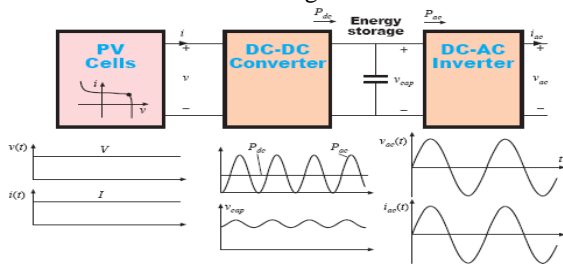 P_dc Energy storage P_ac
i
PV Cells
i
v
+
v
−
DC-DC Converter
+
v_cap
−
DC-AC Inverter
i_ac
+
v_ac
−
v(t) V
i(t) I
P_dc P_ac
v_cap
v_ac(t) t
i_ac(t)